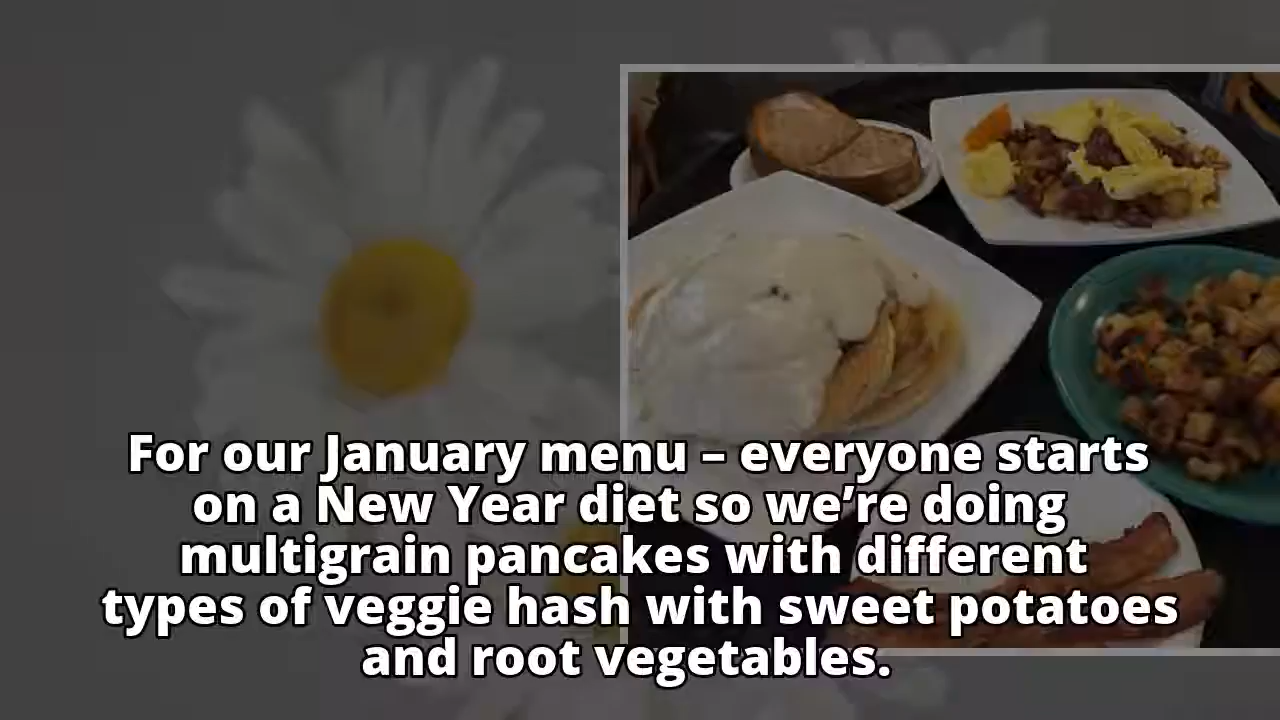 For our January menu – everyone starts
on a New Year diet so we’re doing
multigrain pancakes with different
types of veggie hash with sweet potatoes
and root vegetables.